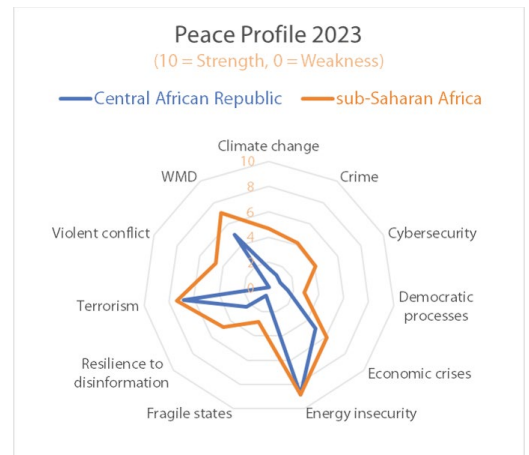 Peace Profile 2023
(10 = Strength, 0 = Weakness)
Central African Republic
sub-Saharan Africa
Climate change
10
8
6
4
2
0
Crime
Cybersecurity
Democratic
processes
Economic crises
Energy insecurity
Fragile states
Resilience to
disinformation
Terrorism
Violent conflict
WMD